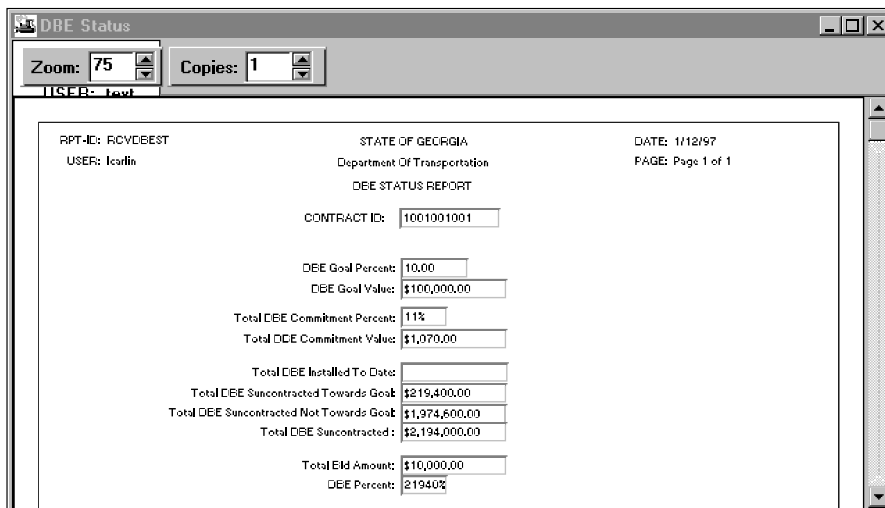 DBE Status
Zoom: 75 Copies: 1
USER: text
RPT-ID: RCVDBEST STATE OF GEORGIA DATE: 1/12/97
USER: lcarlin Department Of Transportation PAGE: Page 1 of 1
DBE STATUS REPORT
CONTRACT ID: 1001001001
DBE Goal Percent: 10.00
DBE Goal Value: $100,000.00
Total DBE Commitment Percent: 11%
Total DBE Commitment Value: $1,070.00
Total DBE Installed To Date:
Total DBE Suncontracted Towards Goal: $219,400.00
Total DBE Suncontracted Not Towards Goal: $1,974,600.00
Total DBE Suncontracted : $2,194,000.00
Total Bid Amount: $10,000.00
DBE Percent: 21940%